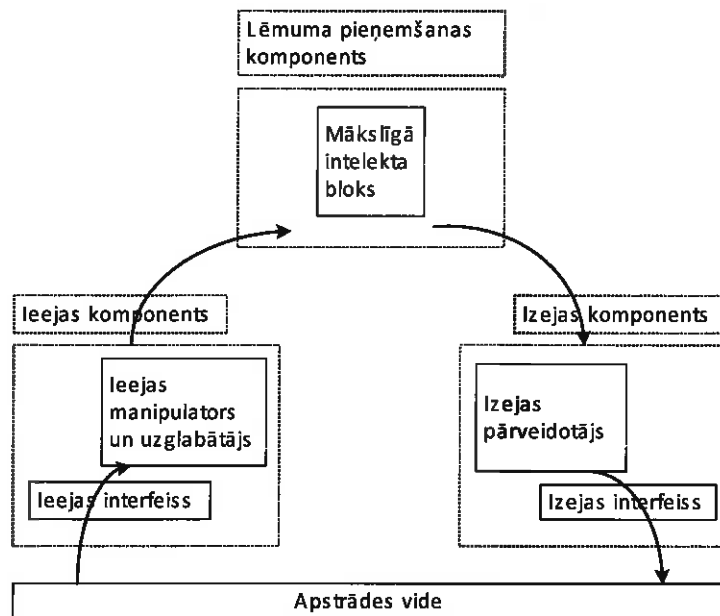 Lēmuma pieņemšanas
komponents
Mākslīgā
intelekta
bloks
Ieejas komponents
Izejas komponents
Ieejas
manipulators
un uzglabātājs
Izejas
pārveidotājs
Ieejas interfeiss
Izejas interfeiss
Apstrādes vide